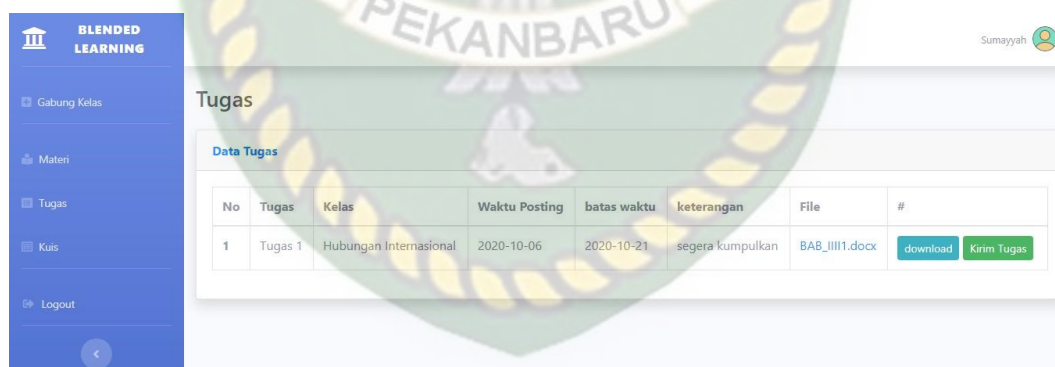 PEKANBARU
BLENDED
LEARNING
Sumayyah
Gabung Kelas
Materi
Tugas
Kuis
Logout
Tugas
Data Tugas
No Tugas Kelas Waktu Posting batas waktu keterangan File #
1 Tugas 1 Hubungan Internasional 2020-10-06 2020-10-21 segera kumpulkan BAB_IIII1.docx download Kirim Tugas